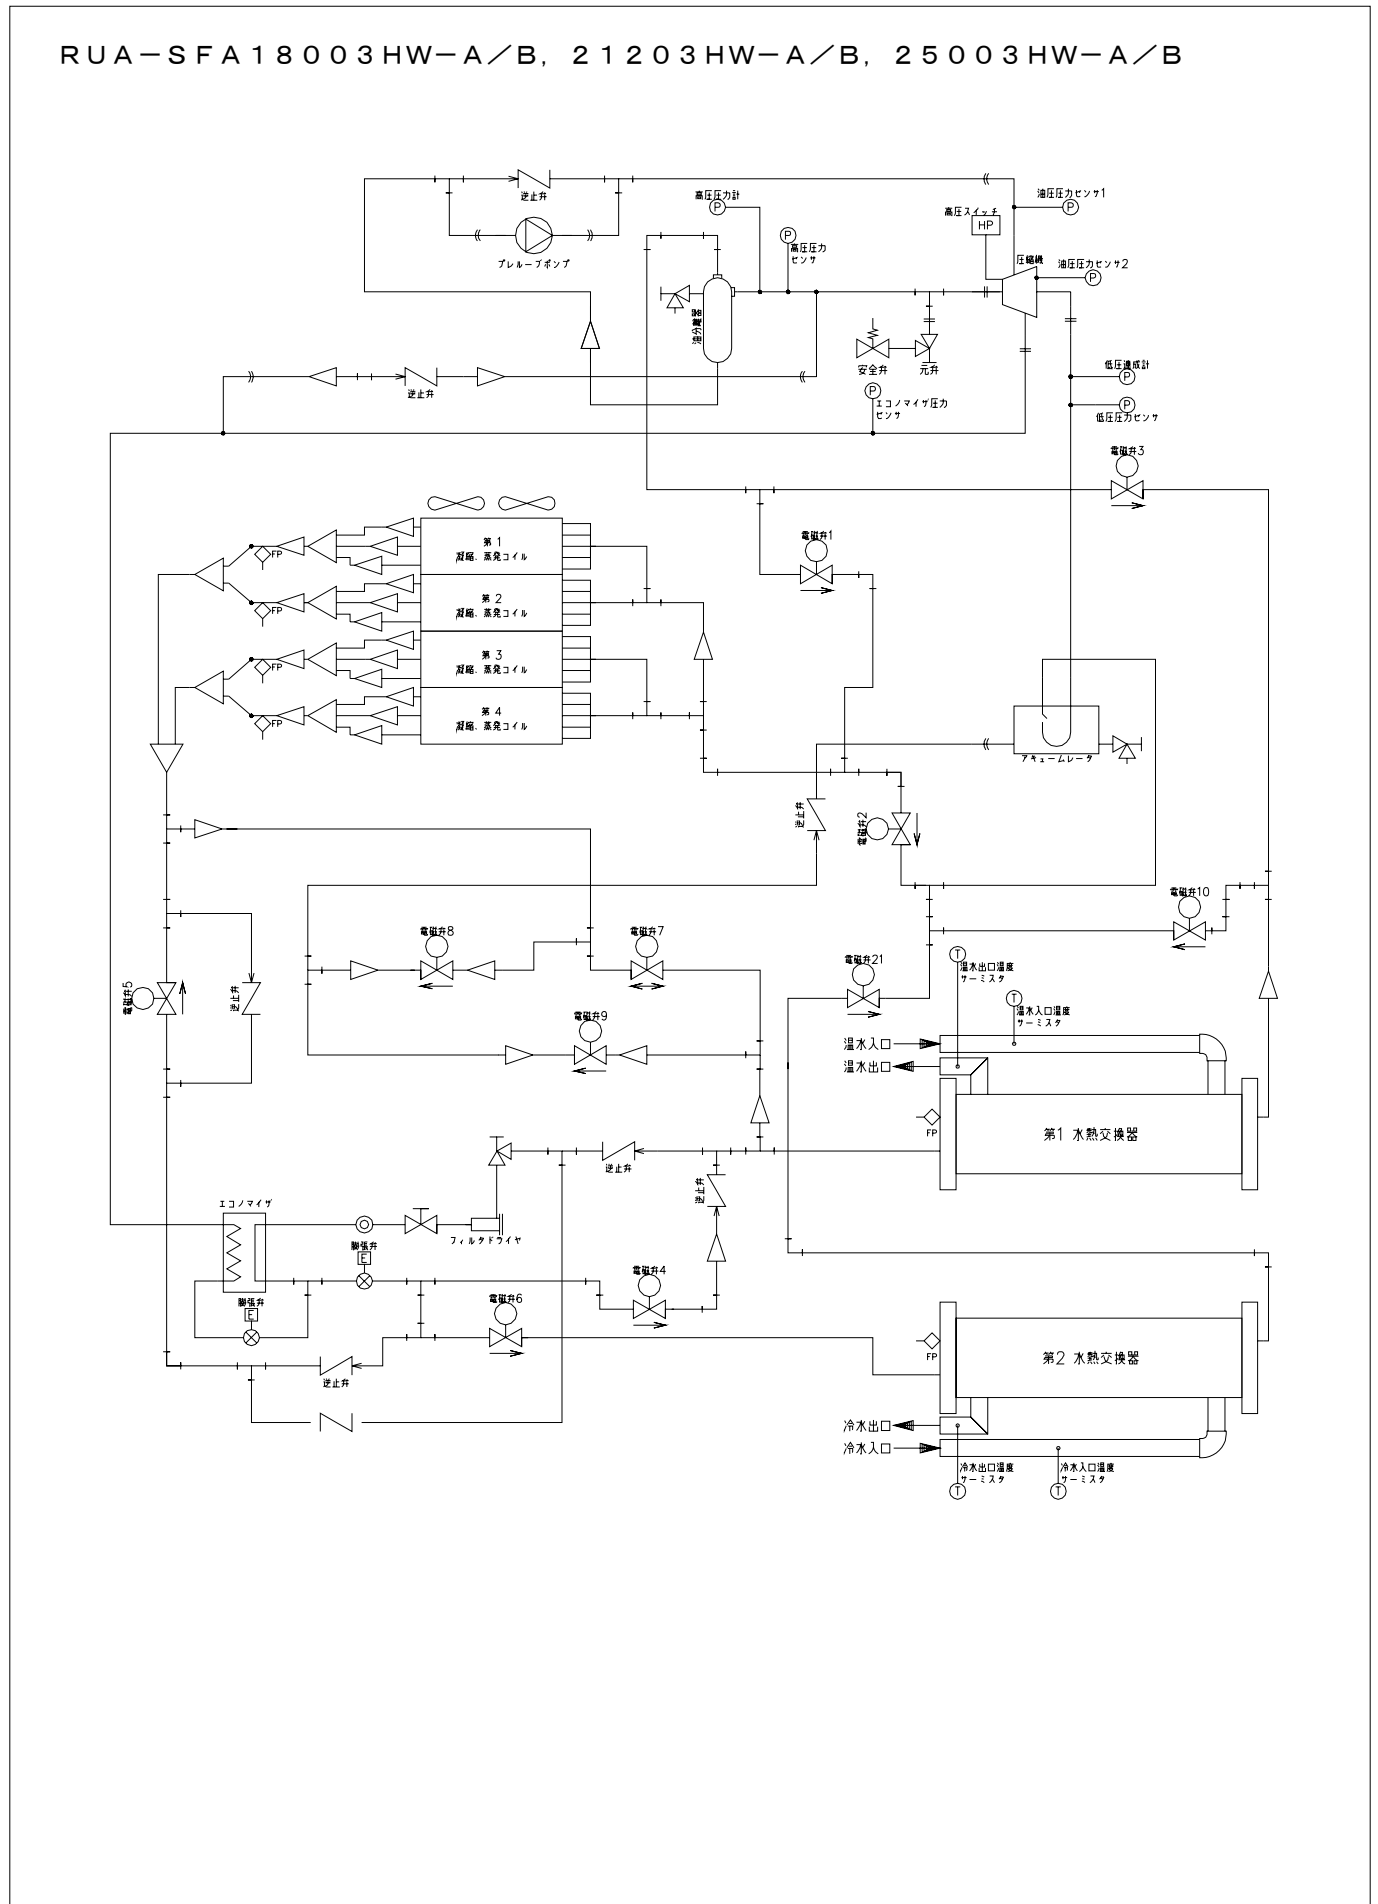 RUA−SFA18003HW−A/B, 21203HW−A/B, 25003HW−A/B
逆止弁
プレルーブポンプ
高圧圧力計
P
高圧圧力
センサ
P
高圧スイッチ
HP
油圧圧力センサ1
P
圧縮機
油圧圧力センサ2
P
油分離器
安全弁
元弁
逆止弁
エコノマイザ圧力
センサ
P
低圧連成計
P
低圧圧力センサ
P
電磁弁3
電磁弁1
第 1
凝縮、蒸発コイル
FP
第 2
凝縮、蒸発コイル
FP
第 3
凝縮、蒸発コイル
FP
第 4
凝縮、蒸発コイル
FP
アキュームレータ
逆止弁
電磁弁2
電磁弁10
電磁弁8
電磁弁7
電磁弁21
電磁弁5
逆止弁
電磁弁9
T
温水出口温度
サーミスタ
T
温水入口温度
サーミスタ
温水入口
温水出口
FP
第1 水熱交換器
逆止弁
逆止弁
エコノマイザ
フィルタドライヤ
膨張弁
E
膨張弁
E
電磁弁4
電磁弁6
逆止弁
FP
第2 水熱交換器
冷水出口
冷水入口
冷水出口温度
サーミスタ
T
冷水入口温度
サーミスタ
T